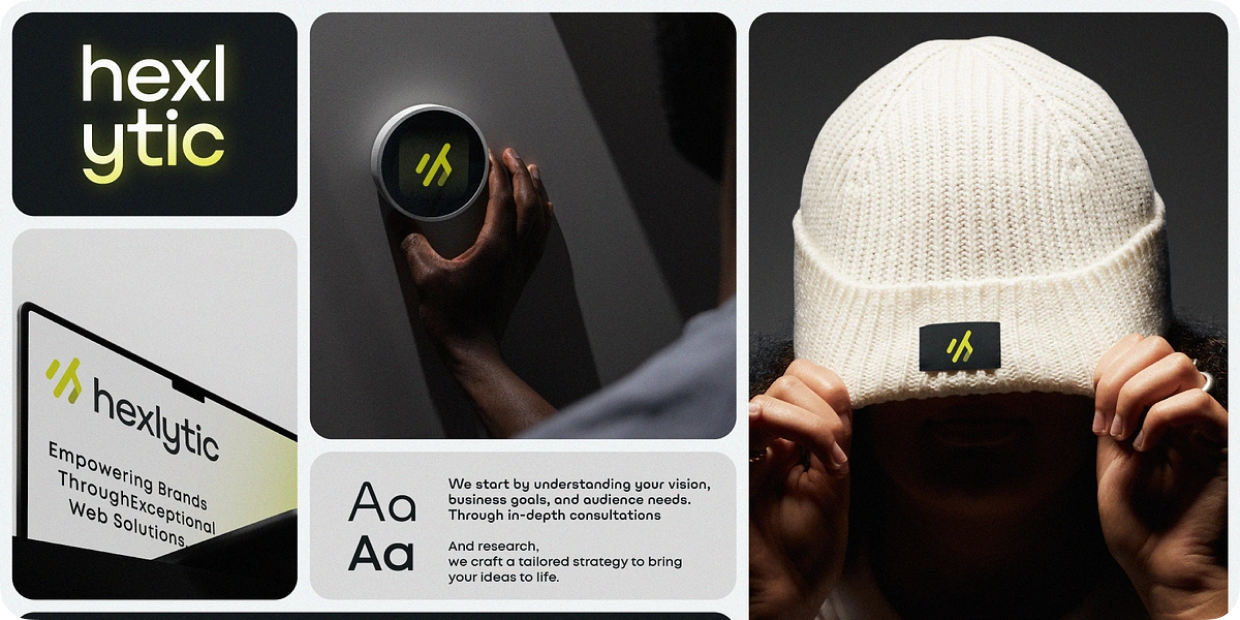 hexl
ytic
hexlytic
Empowering Brands
ThroughExceptional
Web Solutions.
Aa
Aa
We start by understanding your vision,
business goals, and audience needs.
Through in-depth consultations
And research,
we craft a tailored strategy to bring
your ideas to life.